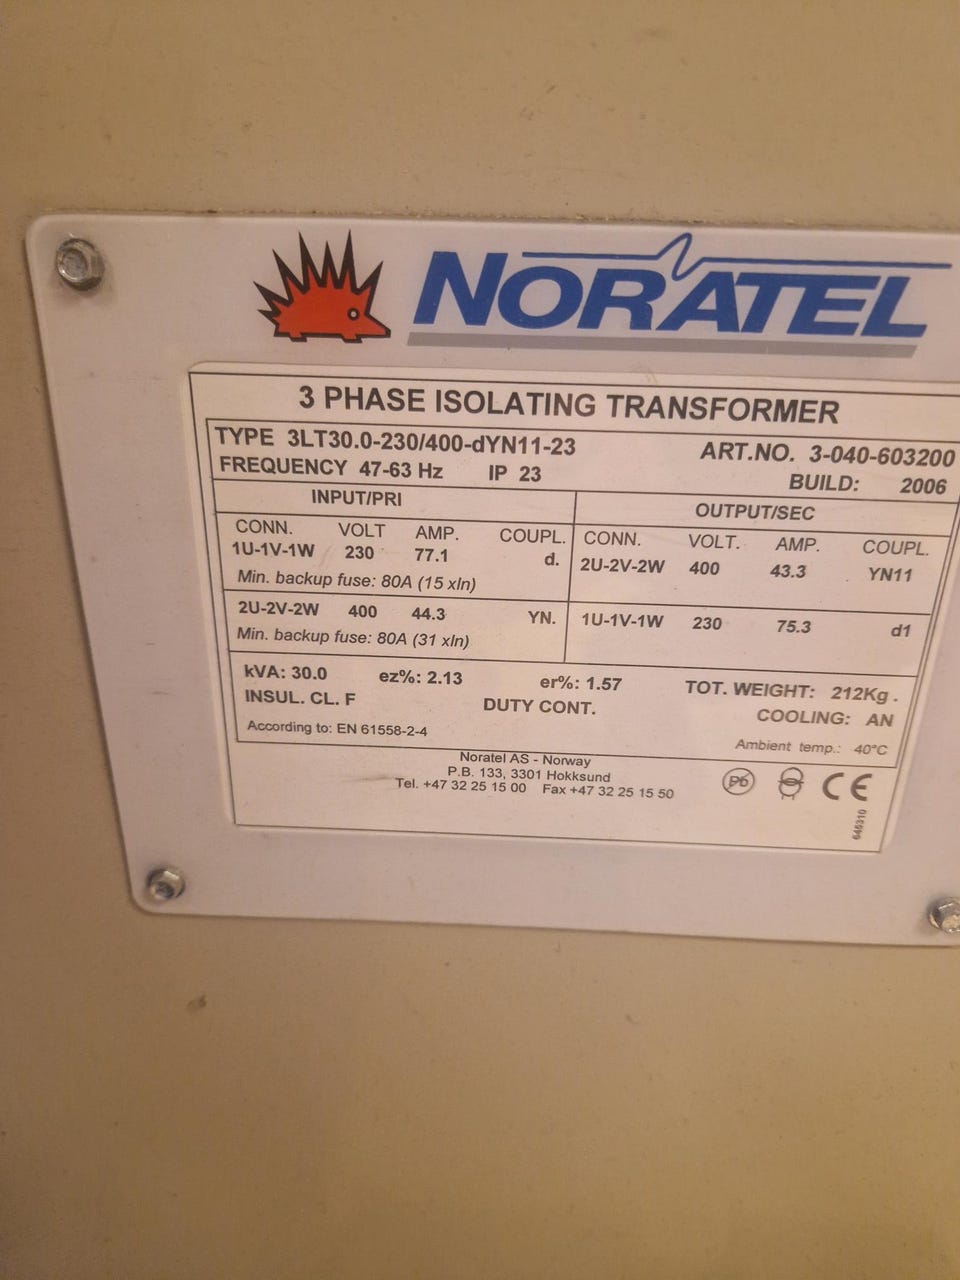 NORATEL
3 PHASE ISOLATING TRANSFORMER
TYPE 3LT30.0-230/400-dYN11-23 ART.NO. 3-040-603200
FREQUENCY 47-63 Hz IP 23 BUILD: 2006
INPUT/PRI OUTPUT/SEC
CONN. VOLT AMP. COUPL. CONN. VOLT. AMP. COUPL.
1U-1V-1W 230 77.1 d. 2U-2V-2W 400 43.3 YN11
Min. backup fuse: 80A (15 xIn)
2U-2V-2W 400 44.3 YN. 1U-1V-1W 230 75.3 d1
Min. backup fuse: 80A (31 xIn)
kVA: 30.0 ez%: 2.13 er%: 1.57 TOT. WEIGHT: 212Kg .
INSUL. CL. F DUTY CONT. COOLING: AN
According to: EN 61558-2-4 Ambient temp.: 40°C
Noratel AS - Norway
P.B. 133, 3301 Hokksund
Tel. +47 32 25 15 00 Fax +47 32 25 15 50
Pb CE
645310